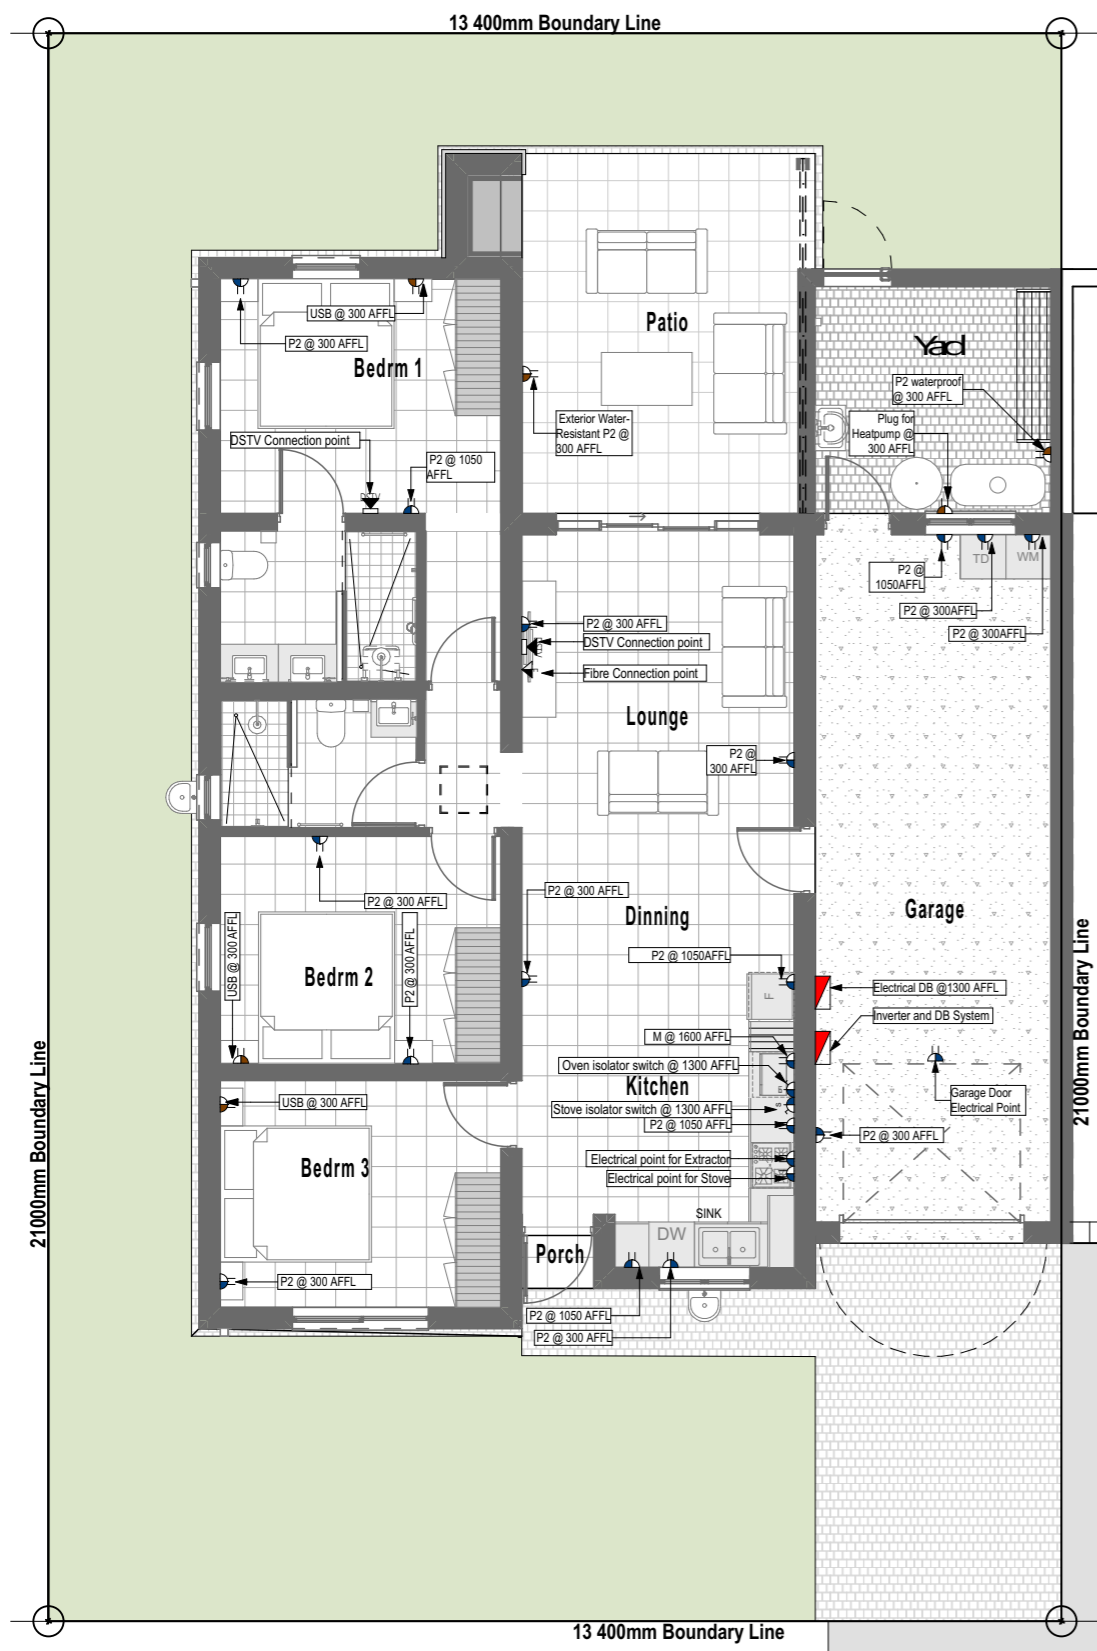 13 400mm Boundary Line
USB @ 300 AFFL
P2 @ 300 AFFL
Bedrm 1
Patio
Yad
P2 waterproof
@ 300 AFFL
Exterior Water-
Resistant P2 @
300 AFFL
Plug for
Heatpump @
300 AFFL
DSTV Connection point
P2 @ 1050
AFFL
DSTV
P2 @
1050AFFL
TD
WM
P2 @ 300AFFL
P2 @ 300AFFL
P2 @ 300 AFFL
DSTV Connection point
Fibre Connection point
Lounge
P2 @
300 AFFL
P2 @ 300 AFFL
P2 @ 300 AFFL
Dinning
Garage
USB @ 300 AFFL
P2 @ 300 AFFL
Bedrm 2
P2 @ 1050AFFL
F
Electrical DB @1300 AFFL
Inverter and DB System
M @ 1600 AFFL
Oven isolator switch @ 1300 AFFL
Kitchen
Garage Door
Electrical Point
USB @ 300 AFFL
Stove isolator switch @ 1300 AFFL
S
P2 @ 1050 AFFL
P2 @ 300 AFFL
Bedrm 3
Electrical point for Extractor
Electrical point for Stove
SINK
DW
Porch
P2 @ 300 AFFL
P2 @ 1050 AFFL
P2 @ 300 AFFL
21000mm Boundary Line
21000mm Boundary Line
13 400mm Boundary Line